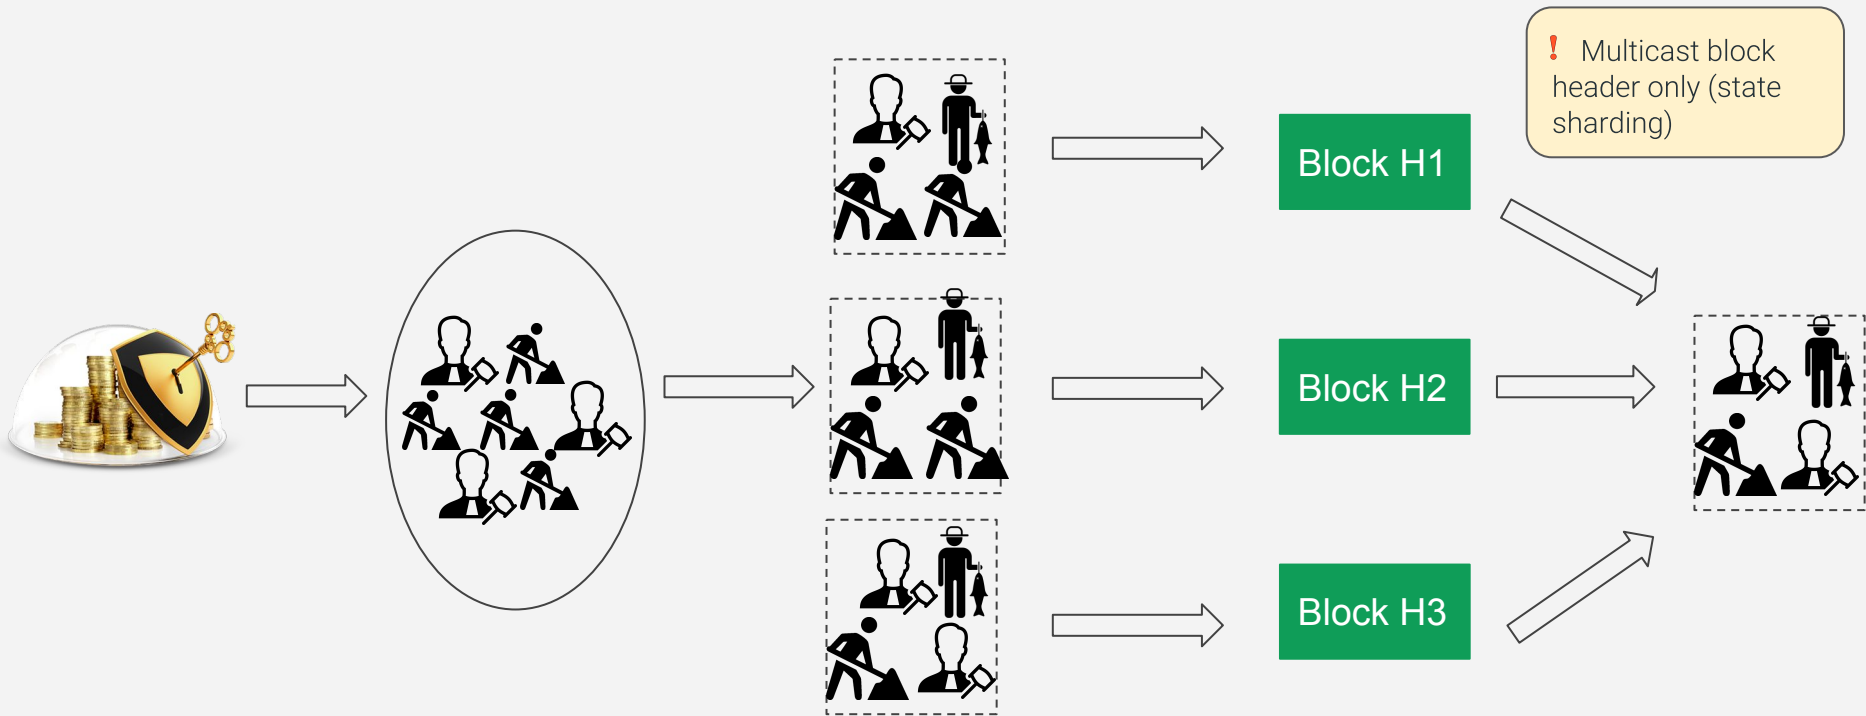 ! Multicast block
header only (state
sharding)
Block H1
Block H2
Block H3